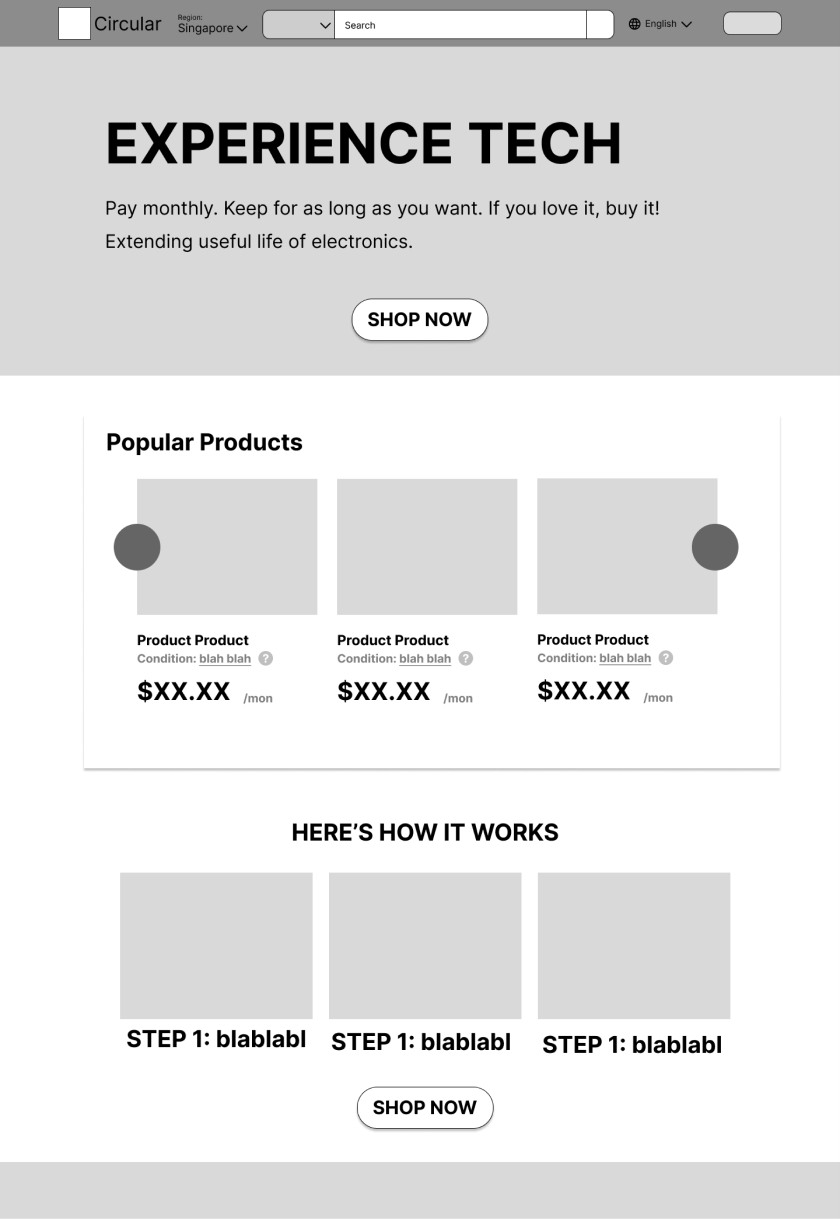 Circular
Region:
Singapore
Search
English
EXPERIENCE TECH
Pay monthly. Keep for as long as you want. If you love it, buy it!
Extending useful life of electronics.
SHOP NOW
Popular Products
Product Product
Condition: blah blah ?
$XX.XX /mon
Product Product
Condition: blah blah ?
$XX.XX /mon
Product Product
Condition: blah blah ?
$XX.XX /mon
HERE’S HOW IT WORKS
STEP 1: blablabl
STEP 1: blablabl
STEP 1: blablabl
SHOP NOW